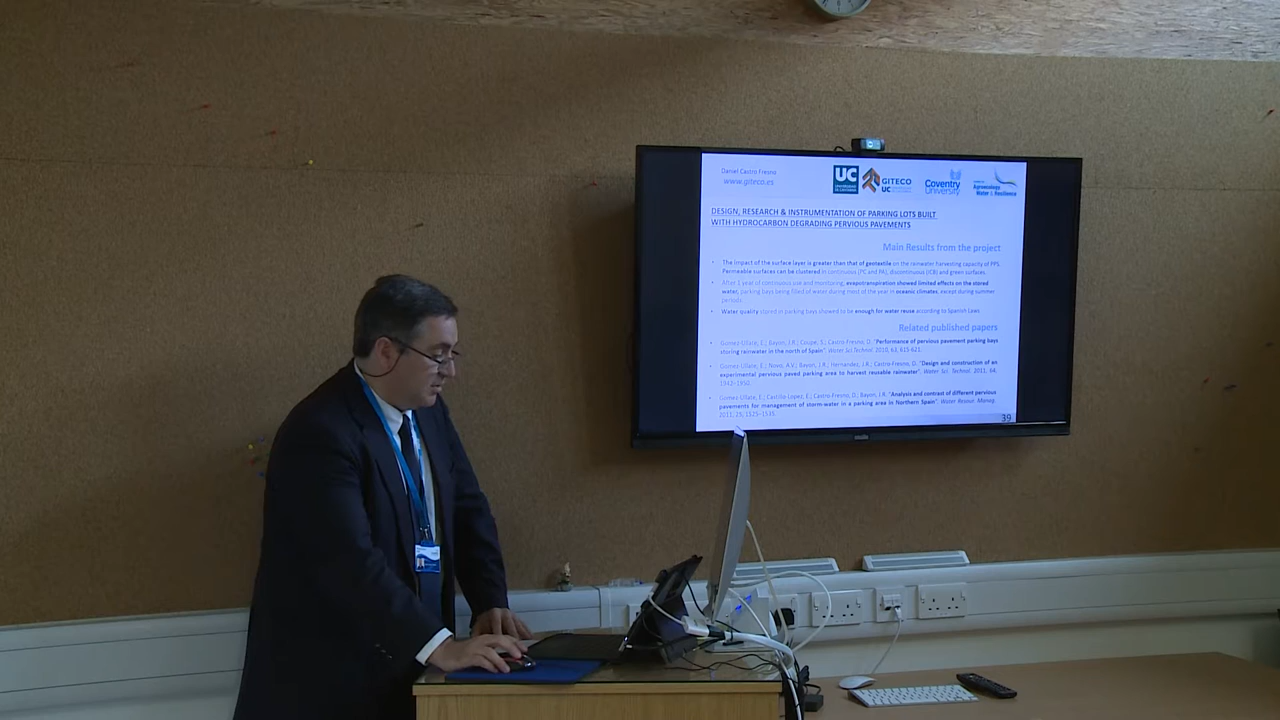 Daniel Castro Fresno
www.giteco.es
UC
GITECO
UC
Coventry
University
Agroecology
Water & Resilience
DESIGN, RESEARCH & INSTRUMENTATION OF PARKING LOTS BUILT
WITH HYDROCARBON DEGRADING PERVIOUS PAVEMENTS
Main Results from the project
• The impact of the surface layer is greater than that of geotextile on the rainwater harvesting capacity of PPS.
Permeable surfaces can be clustered in continuous (PC and PA), discontinuous (ICB) and green surfaces.
• After 1 year of continuous use and monitoring, evapotranspiration showed limited effects on the stored
water, parking bays being filled of water during most of the year in oceanic climates, except during summer
periods.
• Water quality stored in parking bays showed to be enough for water reuse according to Spanish Laws
Related published papers
• Gomez-Ullate, E.; Bayon, J.R.; Coupe, S.; Castro-Fresno, D. "Performance of pervious pavement parking bays
storing rainwater in the north of Spain". Water Sci Technol. 2010, 62, 615-621.
• Gomez-Ullate, E.; Novo, A.V.; Bayon, J.R.; Hernandez, J.R.; Castro-Fresno, D. "Design and construction of an
experimental pervious paved parking area to harvest reusable rainwater". Water Sci. Technol. 2011, 64,
1942–1950.
• Gomez-Ullate, E.; Castillo-Lopez, E.; Castro-Fresno, D.; Bayon, J.R. "Analysis and contrast of different pervious
pavements for management of storm-water in a parking area in Northern Spain". Water Resour. Manag.
2011, 25, 1525–1535.
39